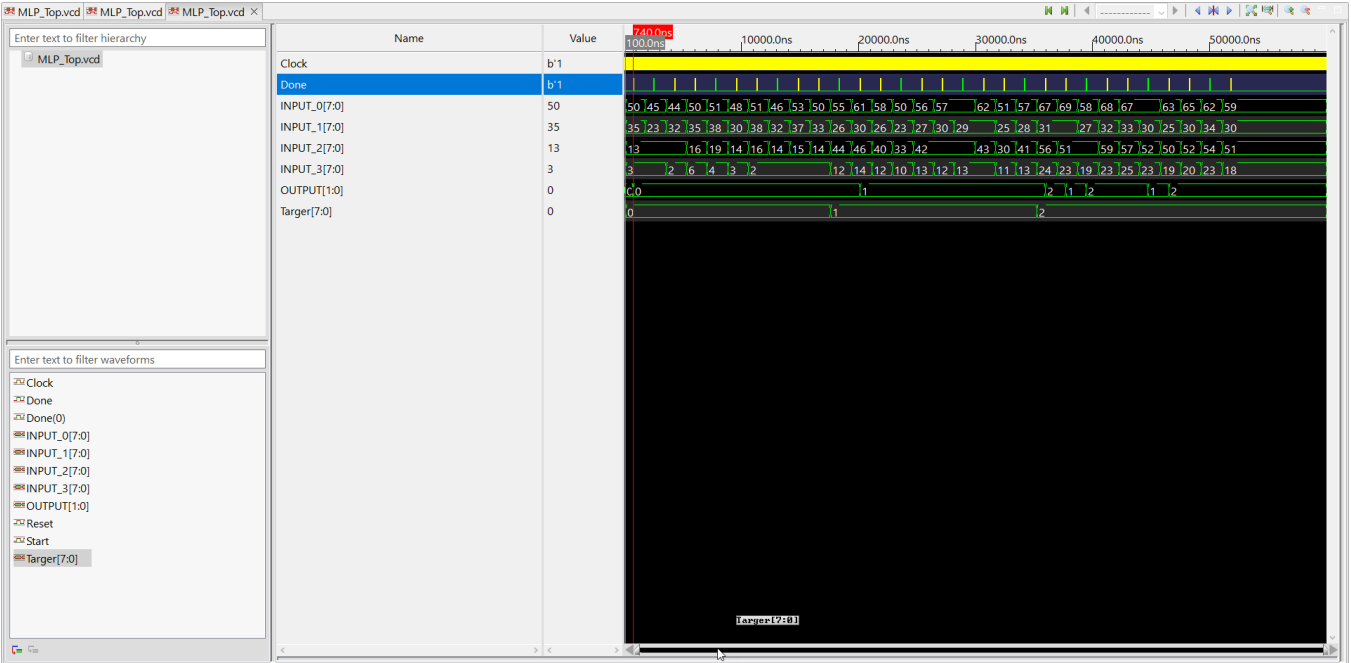 MLP_Top.vcd MLP_Top.vcd MLP_Top.vcd
Enter text to filter hierarchy
MLP_Top.vcd
Enter text to filter waveforms
Clock
Done
Done(0)
INPUT_0[7:0]
INPUT_1[7:0]
INPUT_2[7:0]
INPUT_3[7:0]
OUTPUT[1:0]
Reset
Start
Targer[7:0]
Name Value
740.0ns
100.0ns 10000.0ns 20000.0ns 30000.0ns 40000.0ns 50000.0ns
Clock b'1
Done b'1
INPUT_0[7:0] 50 50 45 44 50 51 48 51 46 53 50 55 61 58 50 56 57 62 51 57 67 69 58 68 67 63 65 62 59
INPUT_1[7:0] 35 35 23 32 35 38 30 38 32 37 33 26 30 26 23 27 30 29 25 28 31 27 32 33 30 25 30 34 30
INPUT_2[7:0] 13 13 16 19 14 16 14 15 14 44 46 40 33 42 43 30 41 56 51 59 57 52 50 52 54 51
INPUT_3[7:0] 3 3 2 6 4 3 2 12 14 12 10 13 12 13 11 13 24 23 19 23 25 23 19 20 23 18
OUTPUT[1:0] 0 0 1 2 1 2 1 2
Targer[7:0] 0 0 1 2
Targer[7:0]